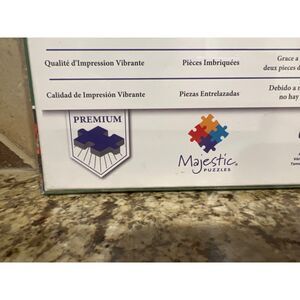 Qualité d'Impression Vibrante
Pièces Imbriquées
Grace a
deux pieces d
Calidad de Impresión Vibrante
Piezas Entrelazadas
Debido a
no hay
PREMIUM
Majestic
PUZZLES